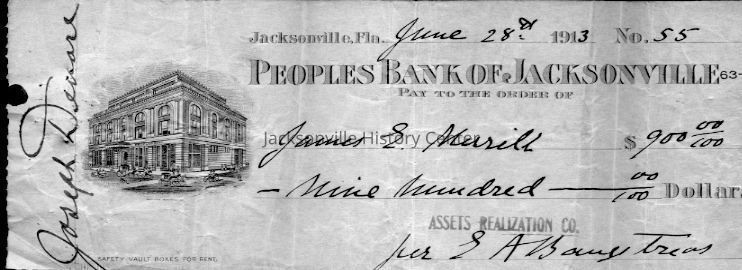 Jacksonville, Fla. June 28th 1913 No. 55
PEOPLES BANK OF JACKSONVILLE 63-
PAY TO THE ORDER OF
James E. Merrill $ 900 00/100
Jacksonville History Center
— Nine hundred — 00/100 Dollar
ASSETS REALIZATION CO.
per E A Treas
SAFETY VAULT BOXES FOR RENT.
Joseph